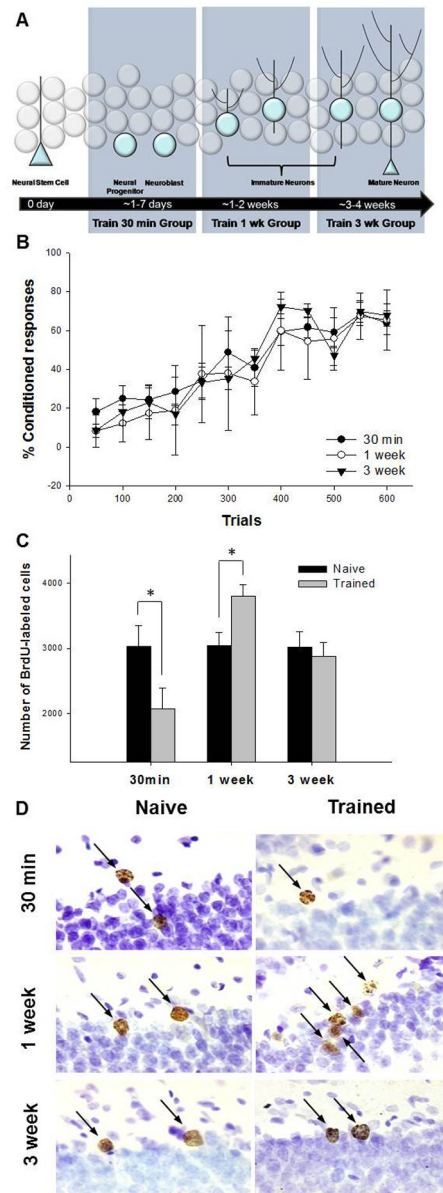 A
Neural Stem Cell
Neural Progenitor
Neuroblast
Immature Neurons
Mature Neuron
0 day
~1-7 days
~1-2 weeks
~3-4 weeks
Train 30 min Group
Train 1 wk Group
Train 3 wk Group
B
% Conditioned responses
100
80
60
40
20
0
-20
0
100
200
300
400
500
600
30 min
1 week
3 week
Trials
C
Number of BrdU-labeled cells
4000
3000
2000
*
*
Naive
Trained
30min
1 week
3 week
D
Naive
Trained
30 min
1 week
3 week